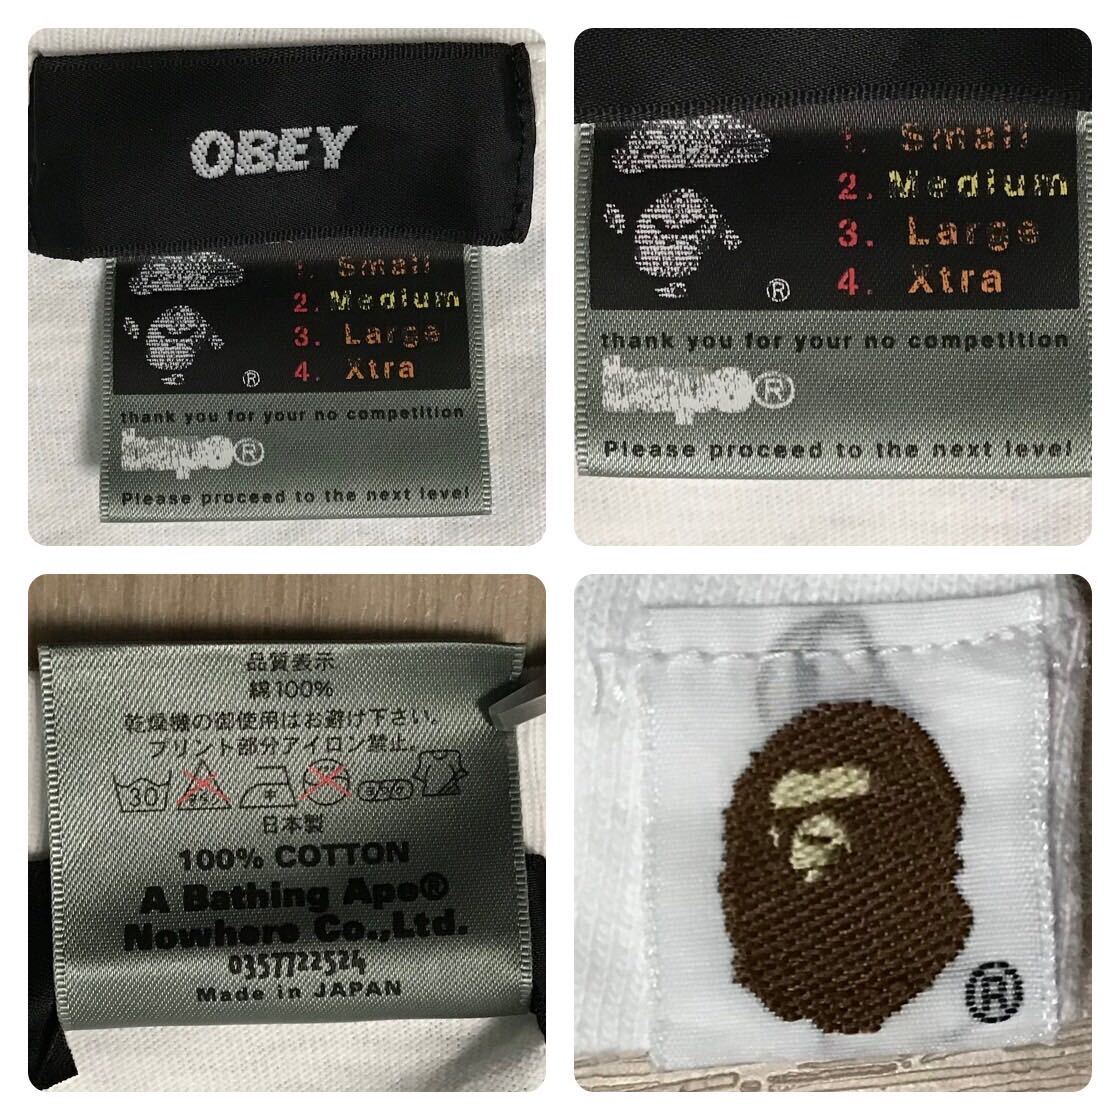 OBEY
1. Small
2. Medium
3. Large
4. Xtra
®
thank you for your no competition
bape®
Please proceed to the next level
1. Small
2. Medium
3. Large
4. Xtra
®
thank you for your no competition
bape®
Please proceed to the next level
品質表示
綿100%
乾燥機の御使用はお避け下さい。
プリント部分アイロン禁止。
30
日本製
100% COTTON
A Bathing Ape®
Nowhere Co.,Ltd.
0357722524
Made in JAPAN
®